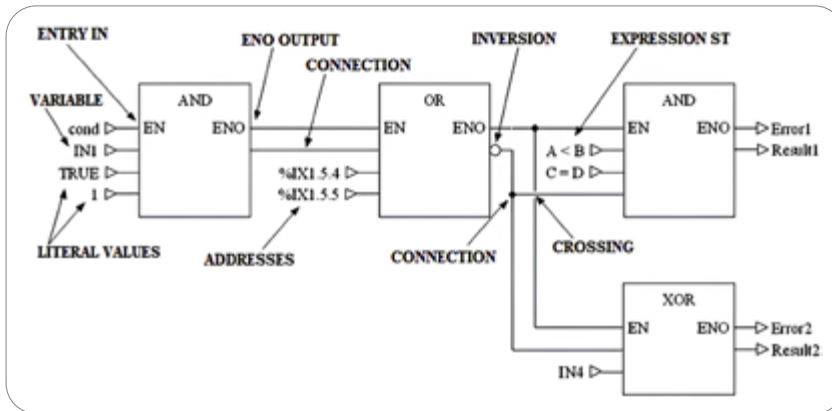 ENTRY IN
ENO OUTPUT
INVERSION
EXPRESSION ST
CONNECTION
VARIABLE
AND
OR
AND
cond
EN
ENO
EN
ENO
EN
ENO
Error1
IN1
A < B
Result1
TRUE
%IX1.5.4
C = D
1
%IX1.5.5
LITERAL VALUES
ADDRESSES
CONNECTION
CROSSING
XOR
EN
ENO
Error2
Result2
IN4